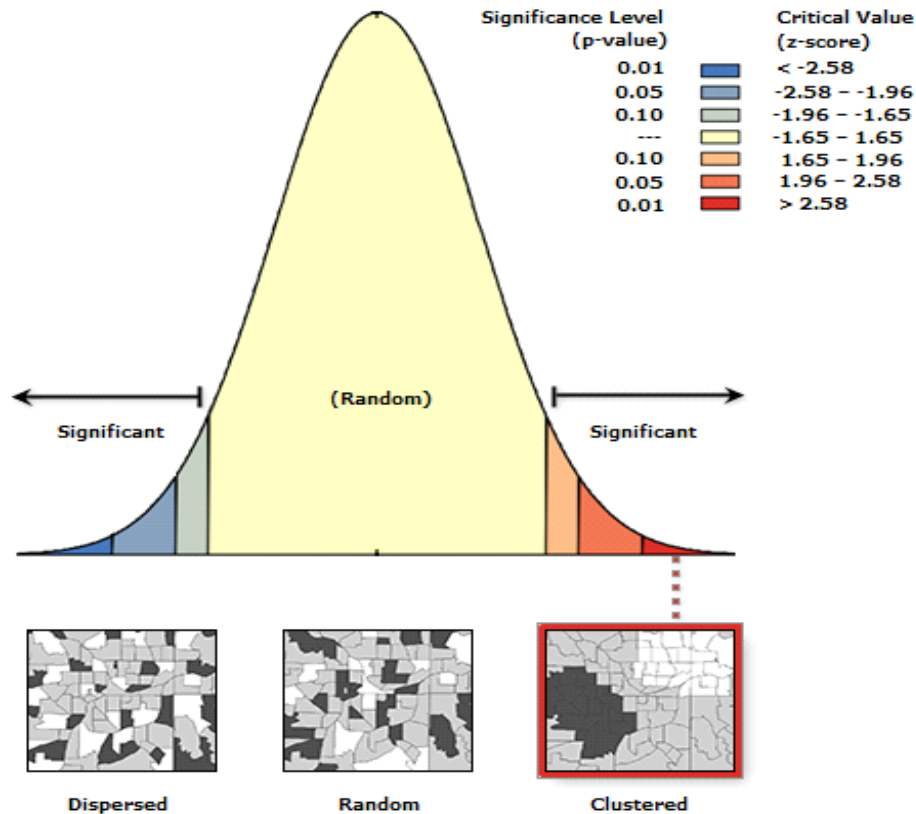 Significance Level Critical Value
(p-value) (z-score)
0.01 < -2.58
0.05 -2.58 – -1.96
0.10 -1.96 – -1.65
--- -1.65 – 1.65
0.10 1.65 – 1.96
0.05 1.96 – 2.58
0.01 > 2.58
(Random)
Significant Significant
Dispersed Random Clustered